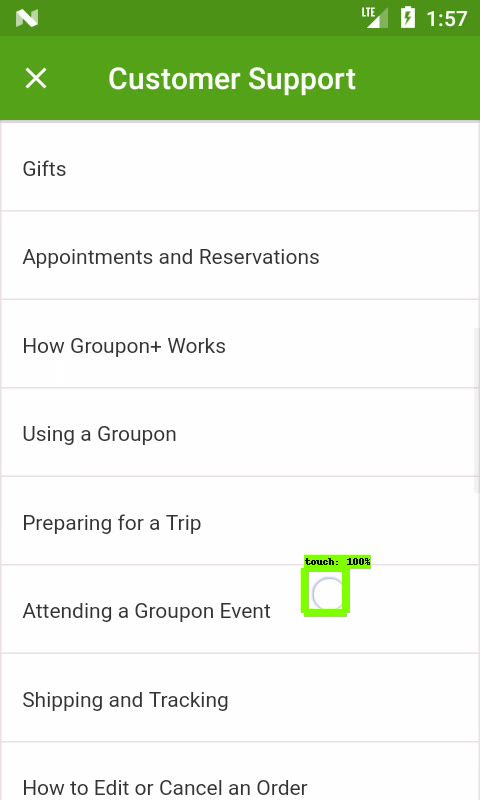 LTE 1:57
Customer Support
Gifts
Appointments and Reservations
How Groupon+ Works
Using a Groupon
Preparing for a Trip
touch: 100%
Attending a Groupon Event
Shipping and Tracking
How to Edit or Cancel an Order